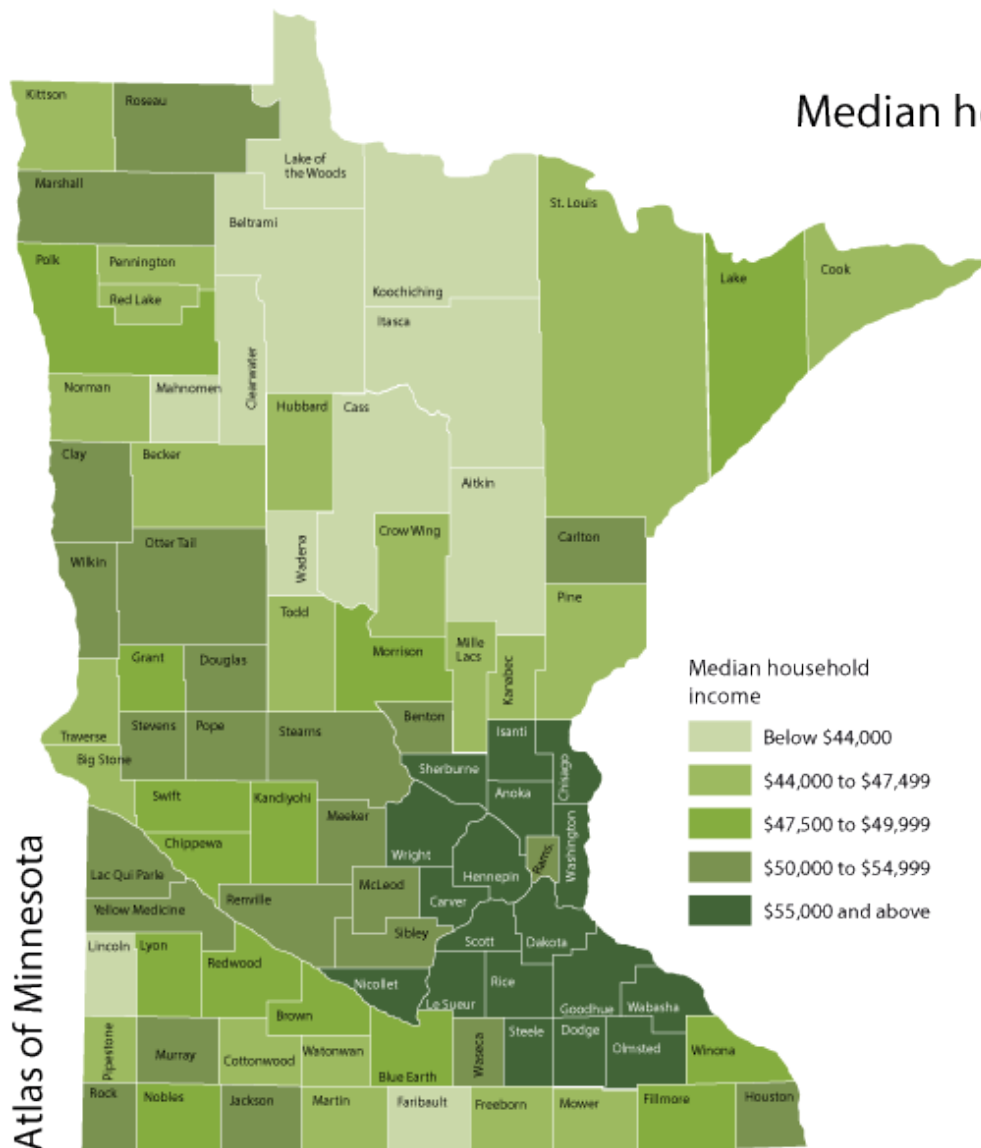 Median h
Kittson
Roseau
Lake of
the Woods
Marshall
St. Louis
Beltrami
Polk
Pennington
Koochiching
Lake
Cook
Red Lake
Itasca
Norman
Mahnomen
Clearwater
Hubbard
Cass
Clay
Becker
Aitkin
Crow Wing
Wadena
Otter Tail
Carlton
Wilkin
Pine
Todd
Mille
Lacs
Grant
Douglas
Morrison
Kanabec
Median household
income
Traverse
Stevens
Pope
Stearns
Benton
Isanti
Below $44,000
Big Stone
Sherburne
Chisago
$44,000 to $47,499
Swift
Kandiyohi
Anoka
Meeker
Washington
$47,500 to $49,999
Chippewa
Wright
Rams.
$50,000 to $54,999
Lac Qui Parle
McLeod
Hennepin
Renville
Carver
Yellow Medicine
$55,000 and above
Sibley
Scott
Dakota
Lincoln
Lyon
Redwood
Nicollet
Le Sueur
Rice
Goodhue
Wabasha
Brown
Pipestone
Murray
Cottonwood
Watonwan
Blue Earth
Waseca
Steele
Dodge
Olmsted
Winona
Rock
Nobles
Jackson
Martin
Faribault
Freeborn
Mower
Fillmore
Houston
Atlas of Minnesota